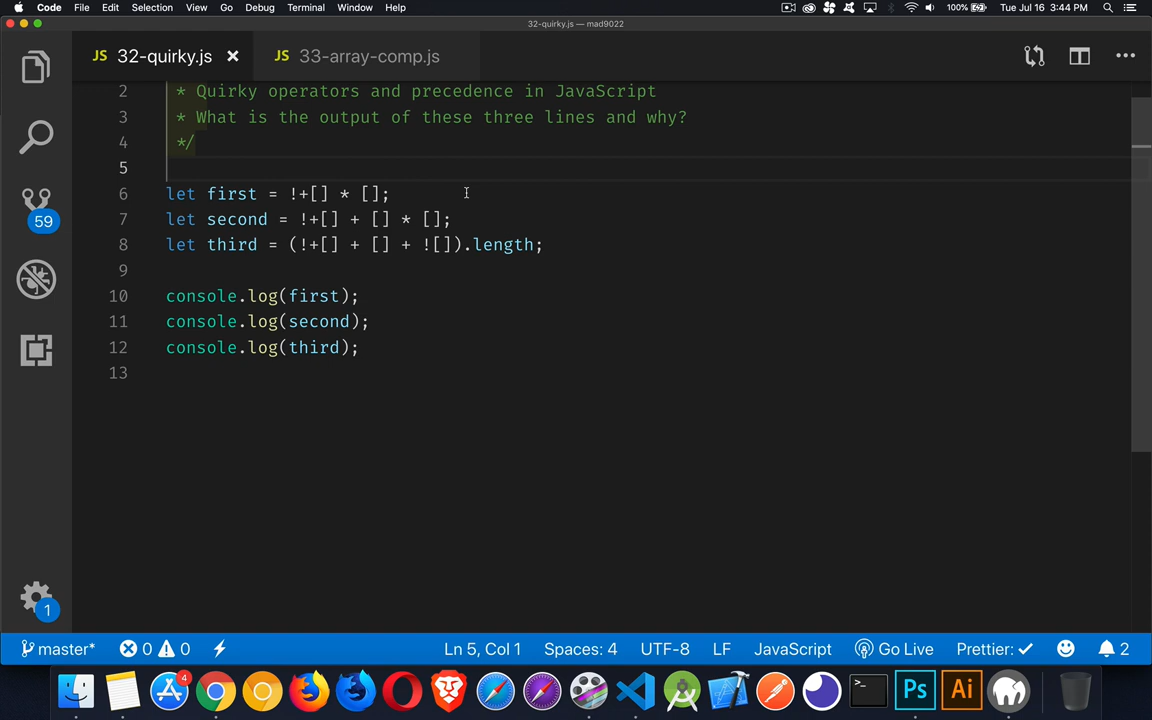 Code File Edit Selection View Go Debug Terminal Window Help 100% Tue Jul 16 3:44 PM
32-quirky.js — mad9022
JS 32-quirky.js × JS 33-array-comp.js
2 * Quirky operators and precedence in JavaScript
3 * What is the output of these three lines and why?
4 */
5
6 let first = !+[] * [];
7 let second = !+[] + [] * [];
8 let third = (!+[] + [] + ![]).length;
9
10 console.log(first);
11 console.log(second);
12 console.log(third);
13
59
1
master* 0 0 Ln 5, Col 1 Spaces: 4 UTF-8 LF JavaScript Go Live Prettier: ✓ 2
4 >_ Ps Ai